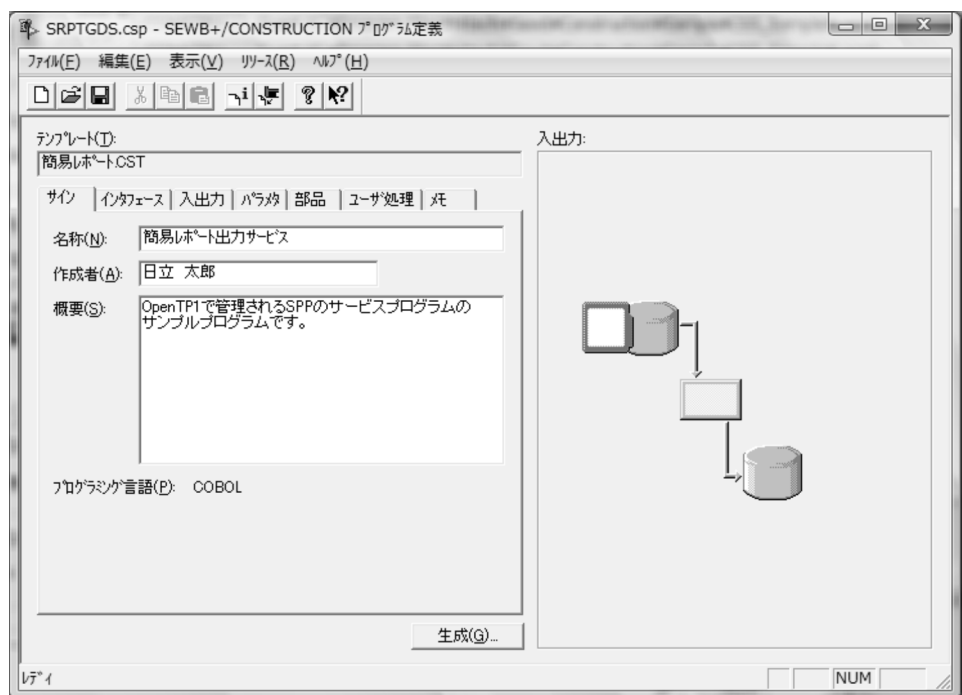 SRPTGDS.csp - SEWB+/CONSTRUCTION ﾌﾟﾛｸﾞﾗﾑ定義
ﾌｧｲﾙ(F) 編集(E) 表示(V) ﾘﾘｰｽ(R) ﾍﾙﾌﾟ(H)
ﾃﾝﾌﾟﾚｰﾄ(T):
簡易ﾚﾎﾟｰﾄ.CST
ｻｲﾝ ｲﾝﾀﾌｪｰｽ 入出力 ﾊﾟﾗﾒﾀ 部品 ﾕｰｻﾞ処理 ﾒﾓ
名称(N): 簡易ﾚﾎﾟｰﾄ出力ｻｰﾋﾞｽ
作成者(A): 日立 太郎
概要(S): OpenTP1で管理されるSPPのサービスプログラムの
サンプルプログラムです。
ﾌﾟﾛｸﾞﾗﾐﾝｸﾞ言語(P): COBOL
生成(G)...
入出力:
ﾚﾃﾞｨ
NUM